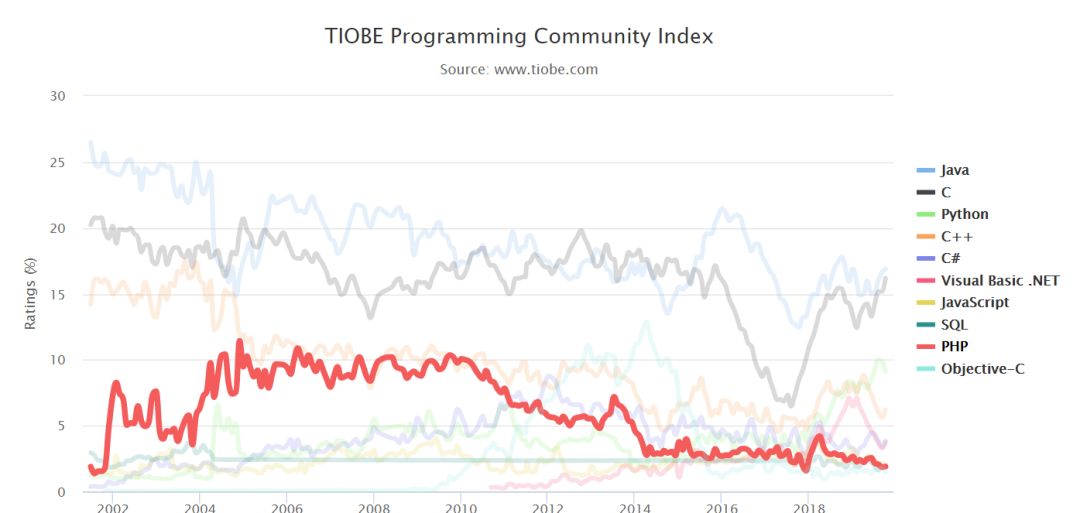 TIOBE Programming Community Index
Source: www.tiobe.com
Ratings (%)
30
25
20
15
10
5
0
2002 2004 2006 2008 2010 2012 2014 2016 2018
Java
C
Python
C++
C#
Visual Basic .NET
JavaScript
SQL
PHP
Objective-C